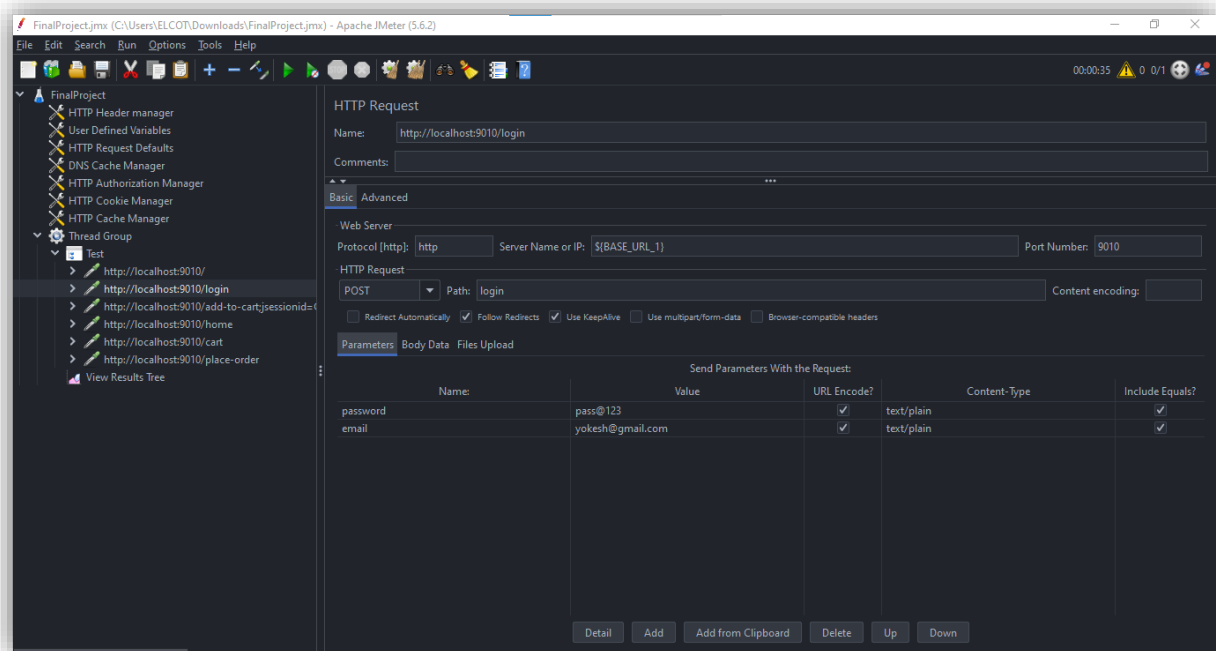 FinalProject.jmx (C:\Users\ELCOT\Downloads\FinalProject.jmx) - Apache JMeter (5.6.2)
File Edit Search Run Options Tools Help
00:00:35 0 0/1
FinalProject
HTTP Header manager
User Defined Variables
HTTP Request Defaults
DNS Cache Manager
HTTP Authorization Manager
HTTP Cookie Manager
HTTP Cache Manager
Thread Group
Test
http://localhost:9010/
http://localhost:9010/login
http://localhost:9010/add-to-cart;jsessionid=
http://localhost:9010/home
http://localhost:9010/cart
http://localhost:9010/place-order
View Results Tree
HTTP Request
Name: http://localhost:9010/login
Comments:
Basic Advanced
Web Server
Protocol [http]: http Server Name or IP: ${BASE_URL_1} Port Number: 9010
HTTP Request
POST Path: login Content encoding:
Redirect Automatically Follow Redirects Use KeepAlive Use multipart/form-data Browser-compatible headers
Parameters Body Data Files Upload
Send Parameters With the Request:
Name: Value URL Encode? Content-Type Include Equals?
password pass@123 text/plain
email yokesh@gmail.com text/plain
Detail Add Add from Clipboard Delete Up Down